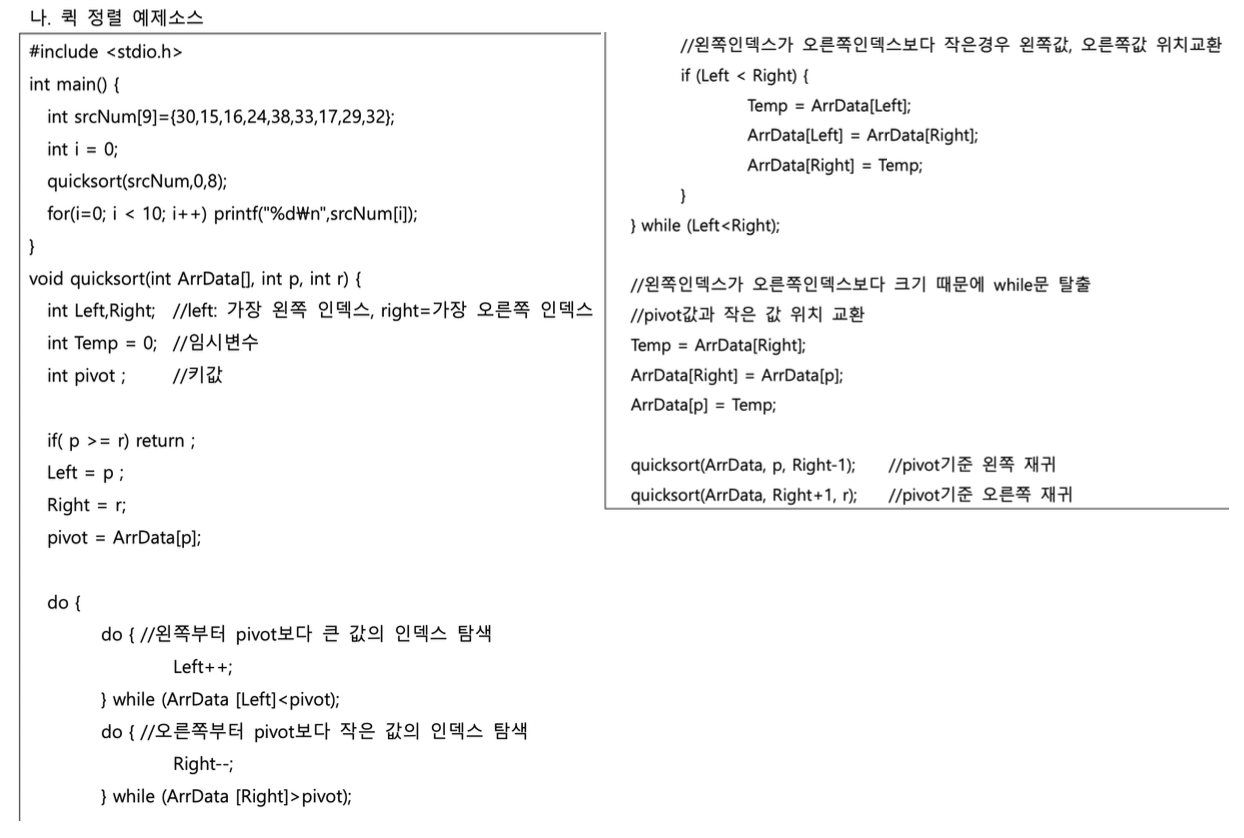 나. 퀵 정렬 예제소스
#include <stdio.h>
int main() {
int srcNum[9]={30,15,16,24,38,33,17,29,32};
int i = 0;
quicksort(srcNum,0,8);
for(i=0; i < 10; i++) printf("%d₩n",srcNum[i]);
}
void quicksort(int ArrData[], int p, int r) {
int Left,Right; //left: 가장 왼쪽 인덱스, right=가장 오른쪽 인덱스
int Temp = 0; //임시변수
int pivot ; //키값
if( p >= r) return ;
Left = p ;
Right = r;
pivot = ArrData[p];
do {
do { //왼쪽부터 pivot보다 큰 값의 인덱스 탐색
Left++;
} while (ArrData [Left]<pivot);
do { //오른쪽부터 pivot보다 작은 값의 인덱스 탐색
Right--;
} while (ArrData [Right]>pivot);
//왼쪽인덱스가 오른쪽인덱스보다 작은경우 왼쪽값, 오른쪽값 위치교환
if (Left < Right) {
Temp = ArrData[Left];
ArrData[Left] = ArrData[Right];
ArrData[Right] = Temp;
}
} while (Left<Right);
//왼쪽인덱스가 오른쪽인덱스보다 크기 때문에 while문 탈출
//pivot값과 작은 값 위치 교환
Temp = ArrData[Right];
ArrData[Right] = ArrData[p];
ArrData[p] = Temp;
quicksort(ArrData, p, Right-1); //pivot기준 왼쪽 재귀
quicksort(ArrData, Right+1, r); //pivot기준 오른쪽 재귀